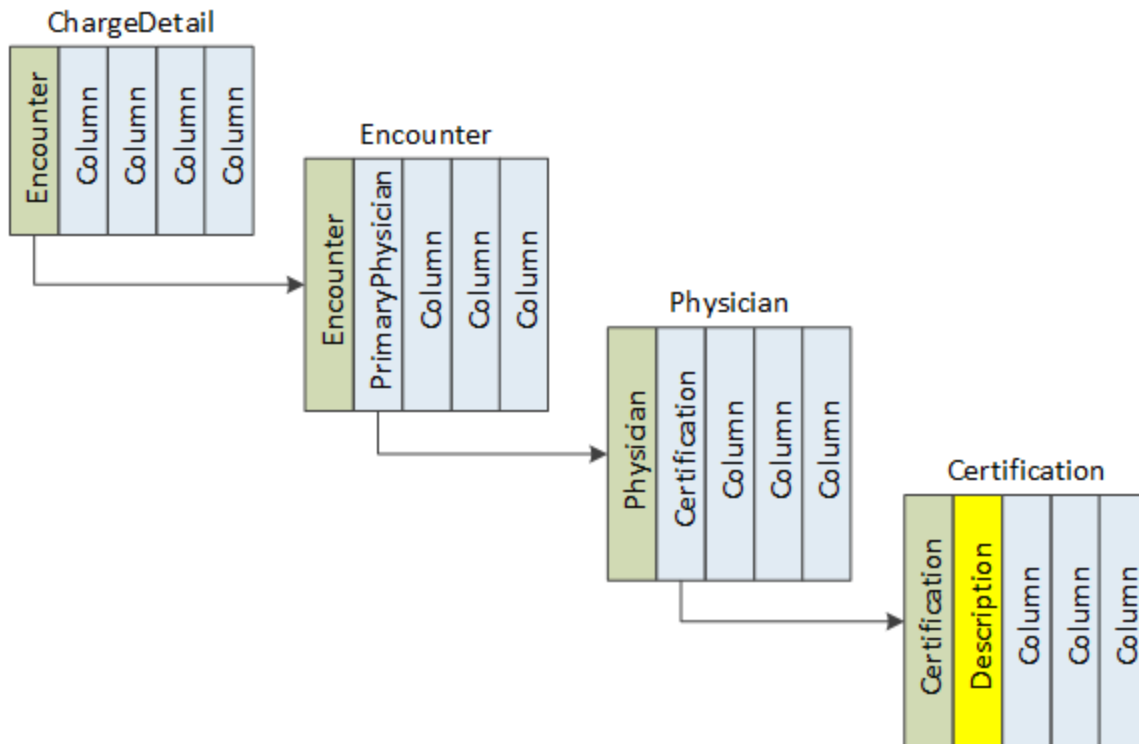 ChargeDetail
Encounter
Column
Column
Column
Column
Encounter
Encounter
PrimaryPhysician
Column
Column
Column
Physician
Physician
Certification
Column
Column
Column
Certification
Certification
Description
Column
Column
Column